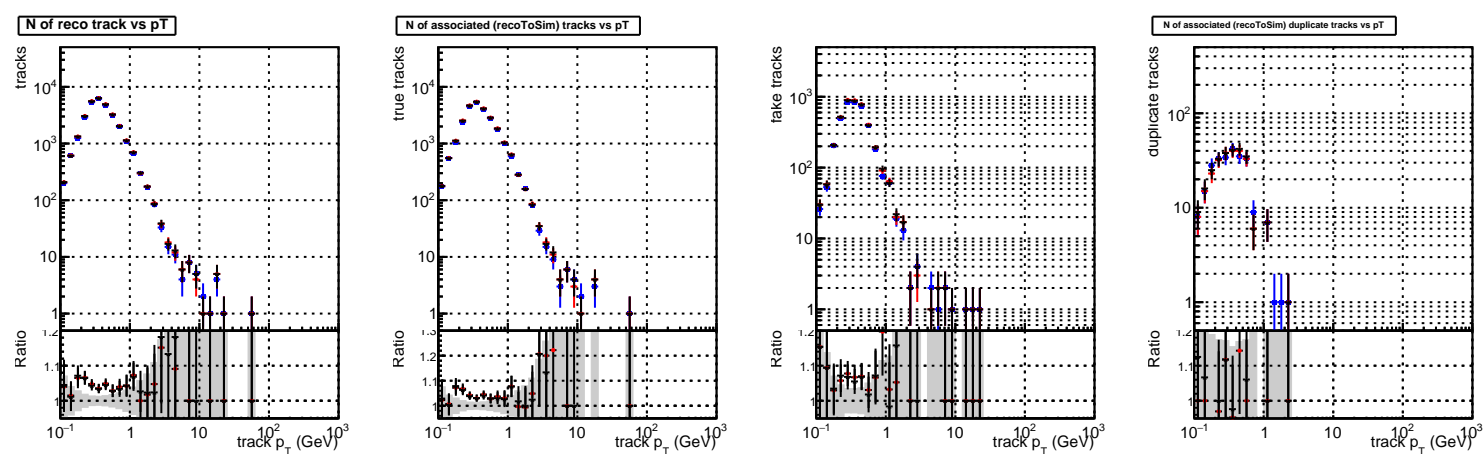 N of reco track vs pT
tracks
10^4
10^3
10^2
10
1
Ratio
1.2
1.1
1
10^-1 1 10 10^2 10^3
track p_T (GeV)
N of associated (recoToSim) tracks vs pT
true tracks
10^4
10^3
10^2
10
1
Ratio
1.3
1.2
1.1
1
10^-1 1 10 10^2 10^3
track p_T (GeV)
fake tracks
10^3
10^2
10
1
Ratio
1.2
1.1
1
10^-1 1 10 10^2 10^3
track p_T (GeV)
N of associated (recoToSim) duplicate tracks vs pT
duplicate tracks
10^2
10
1
Ratio
1.2
1.1
1
10^-1 1 10 10^2 10^3
track p_T (GeV)